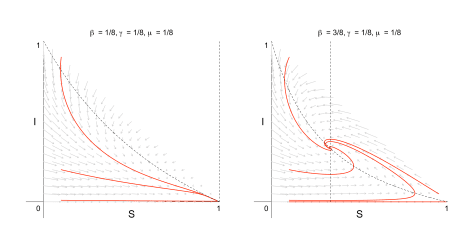 β = 1/8, γ = 1/8, μ = 1/8
β = 3/8, γ = 1/8, μ = 1/8
1
1
I
I
0
S
1
0
S
1